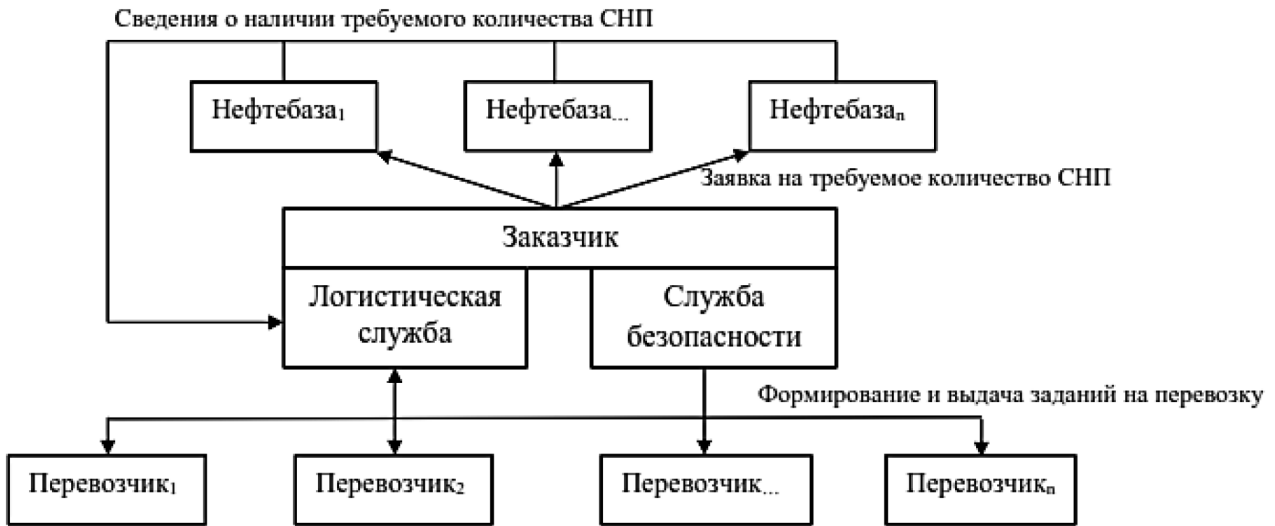 Сведения о наличии требуемого количества СНП
Нефтебаза₁
Нефтебаза...
Нефтебазаₙ
Заявка на требуемое количество СНП
Заказчик
Логистическая
служба
Служба
безопасности
Формирование и выдача заданий на перевозку
Перевозчик₁
Перевозчик₂
Перевозчик...
Перевозчикₙ